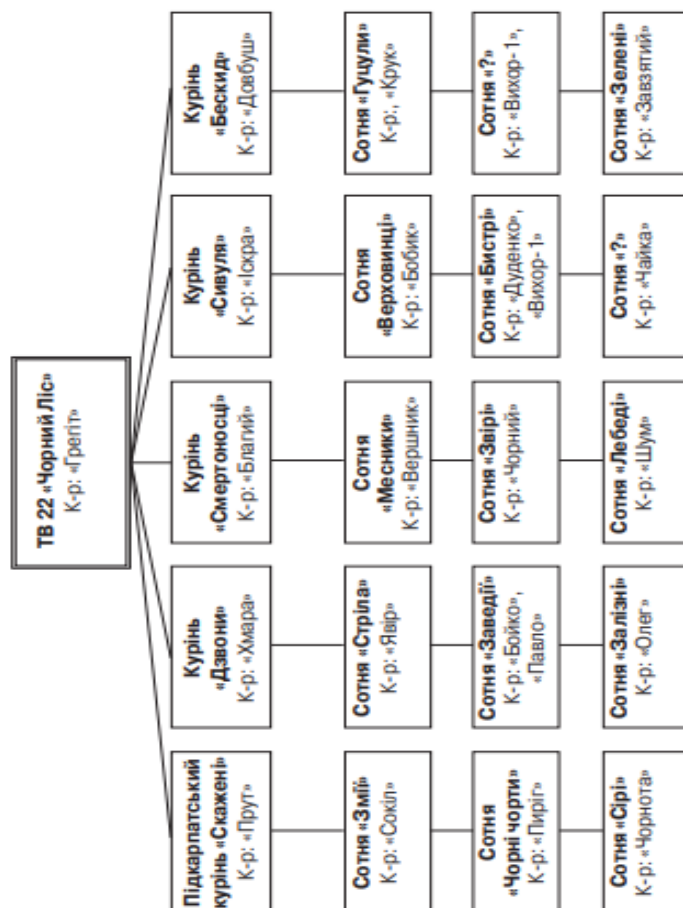 ТВ 22 «Чорний Ліс»
К-р: «Ґреґіт»
Підкарпатський
курінь «Скажені»
К-р: «Прут»
Курінь
«Дзвони»
К-р: «Хмара»
Курінь
«Смертоносці»
К-р: «Благий»
Курінь
«Сивуля»
К-р: «Іскра»
Курінь
«Бескид»
К-р: «Довбуш»
Сотня «Змії»
К-р: «Сокіл»
Сотня «Стріла»
К-р: «Явір»
Сотня
«Месники»
К-р: «Вершник»
Сотня
«Верховинці»
К-р: «Бобик»
Сотня «Гуцули»
К-р:, «Крук»
Сотня
«Чорні чорти»
К-р: «Пиріг»
Сотня «Заведії»
К-р: «Бойко»,
«Павло»
Сотня «Звірі»
К-р: «Чорний»
Сотня «Бистрі»
К-р: «Дуденко»,
«Вихор- 1»
Сотня «?»
К-р: «Вихор- 1»,
Сотня «Сірі»
К-р: «Чорнота»
Сотня «Залізні»
К-р: «Олег»
Сотня «Лебеді»
К-р: «Шум»
Сотня «?»
К-р: «Чайка»
Сотня «Зелені»
К-р: «Завзятий»